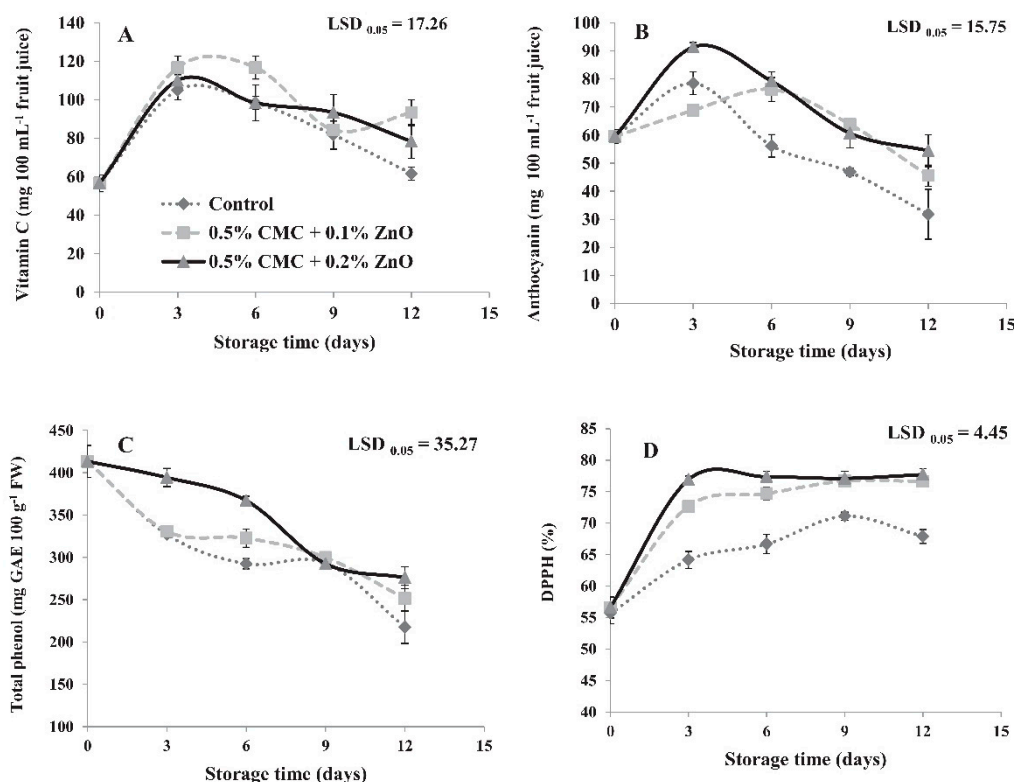 A
LSD 0.05 = 17.26
Vitamin C (mg 100 mL-1 fruit juice)
140
120
100
80
60
40
20
0
Control
0.5% CMC + 0.1% ZnO
0.5% CMC + 0.2% ZnO
0 3 6 9 12 15
Storage time (days)
B
LSD 0.05 = 15.75
Anthocyanin (mg 100 mL-1 fruit juice)
100
90
80
70
60
50
40
30
20
10
0
0 3 6 9 12 15
Storage time (days)
C
LSD 0.05 = 35.27
Total phenol (mg GAE 100 g-1 FW)
450
400
350
300
250
200
150
100
0 3 6 9 12 15
Storage time (days)
D
LSD 0.05 = 4.45
DPPH (%)
85
80
75
70
65
60
55
50
45
40
0 3 6 9 12 15
Storage time (days)